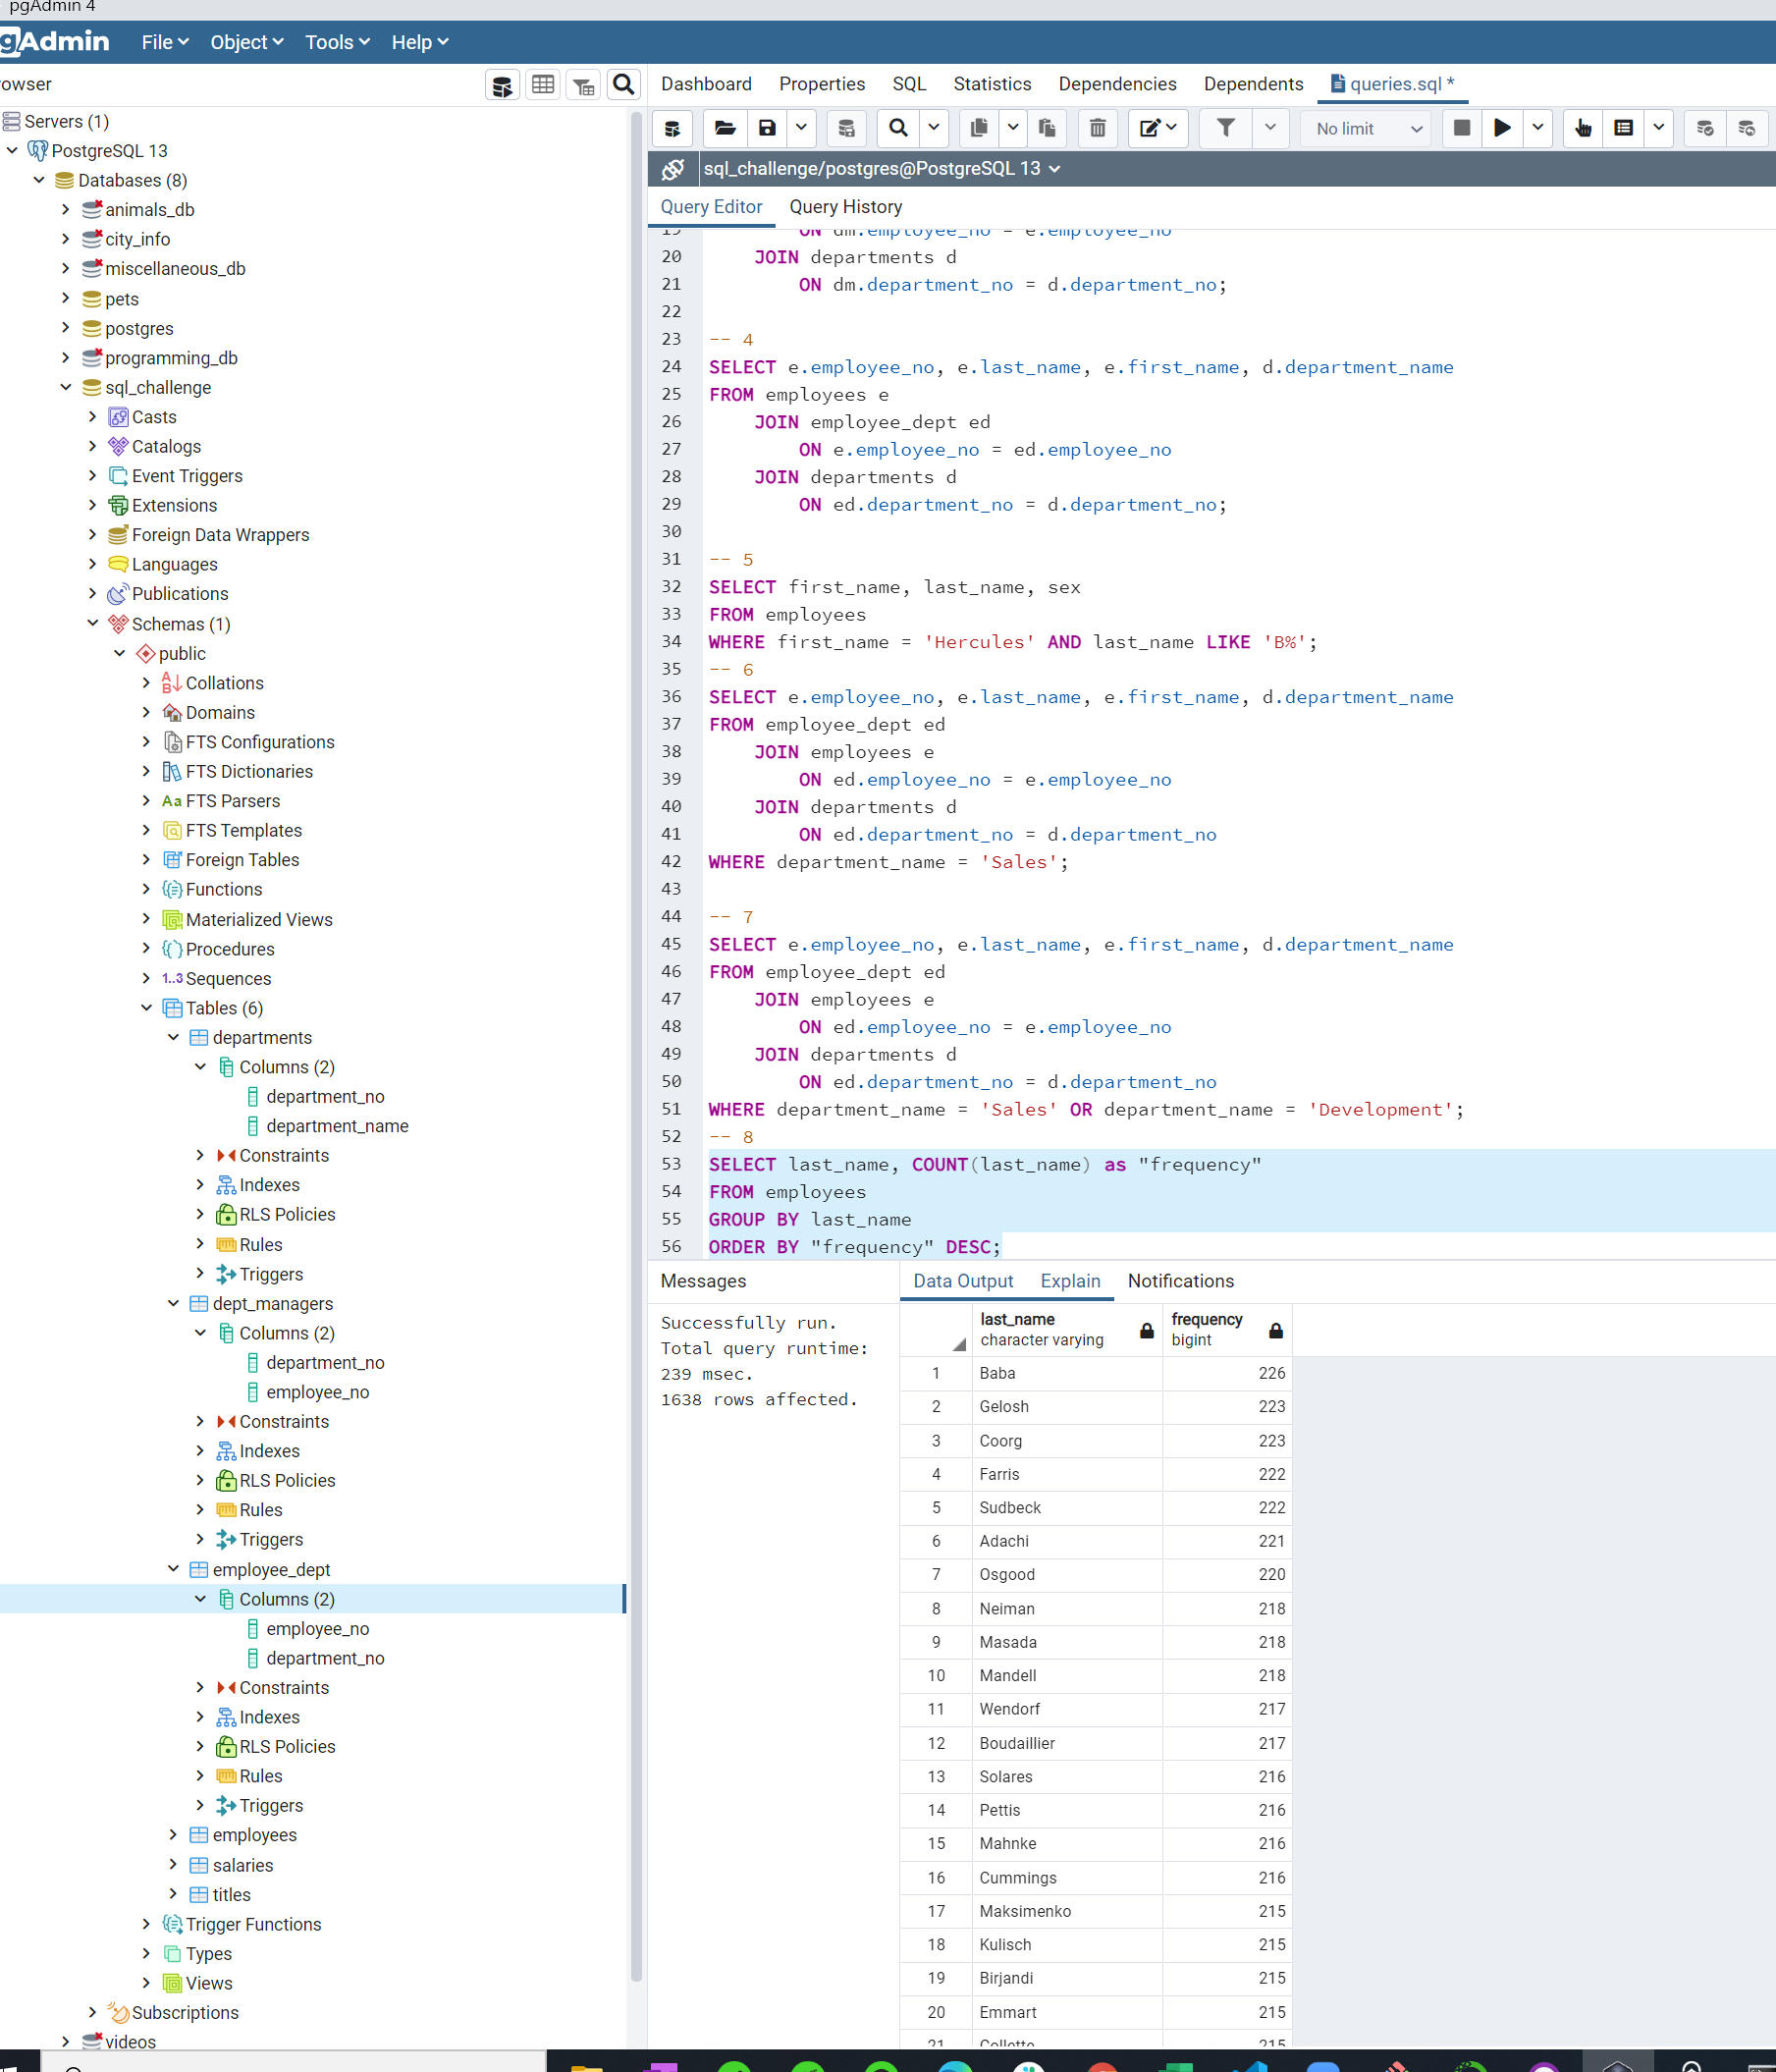 pgAdmin 4
gAdmin File Object Tools Help
rowser
Dashboard Properties SQL Statistics Dependencies Dependents queries.sql *
No limit
sql_challenge/postgres@PostgreSQL 13
Query Editor Query History
Servers (1)
PostgreSQL 13
Databases (8)
animals_db
city_info
miscellaneous_db
pets
postgres
programming_db
sql_challenge
Casts
Catalogs
Event Triggers
Extensions
Foreign Data Wrappers
Languages
Publications
Schemas (1)
public
Collations
Domains
FTS Configurations
FTS Dictionaries
Aa FTS Parsers
FTS Templates
Foreign Tables
Functions
Materialized Views
Procedures
1..3 Sequences
Tables (6)
departments
Columns (2)
department_no
department_name
Constraints
Indexes
RLS Policies
Rules
Triggers
dept_managers
Columns (2)
department_no
employee_no
Constraints
Indexes
RLS Policies
Rules
Triggers
employee_dept
Columns (2)
employee_no
department_no
Constraints
Indexes
RLS Policies
Rules
Triggers
employees
salaries
titles
Trigger Functions
Types
Views
Subscriptions
videos
19 ON dm.employee_no = e.employee_no
20 JOIN departments d
21 ON dm.department_no = d.department_no;
22
23 -- 4
24 SELECT e.employee_no, e.last_name, e.first_name, d.department_name
25 FROM employees e
26 JOIN employee_dept ed
27 ON e.employee_no = ed.employee_no
28 JOIN departments d
29 ON ed.department_no = d.department_no;
30
31 -- 5
32 SELECT first_name, last_name, sex
33 FROM employees
34 WHERE first_name = 'Hercules' AND last_name LIKE 'B%';
35 -- 6
36 SELECT e.employee_no, e.last_name, e.first_name, d.department_name
37 FROM employee_dept ed
38 JOIN employees e
39 ON ed.employee_no = e.employee_no
40 JOIN departments d
41 ON ed.department_no = d.department_no
42 WHERE department_name = 'Sales';
43
44 -- 7
45 SELECT e.employee_no, e.last_name, e.first_name, d.department_name
46 FROM employee_dept ed
47 JOIN employees e
48 ON ed.employee_no = e.employee_no
49 JOIN departments d
50 ON ed.department_no = d.department_no
51 WHERE department_name = 'Sales' OR department_name = 'Development';
52 -- 8
53 SELECT last_name, COUNT(last_name) as "frequency"
54 FROM employees
55 GROUP BY last_name
56 ORDER BY "frequency" DESC;
Messages
Successfully run.
Total query runtime:
239 msec.
1638 rows affected.
Data Output Explain Notifications
last_name frequency
character varying bigint
1 Baba 226
2 Gelosh 223
3 Coorg 223
4 Farris 222
5 Sudbeck 222
6 Adachi 221
7 Osgood 220
8 Neiman 218
9 Masada 218
10 Mandell 218
11 Wendorf 217
12 Boudaillier 217
13 Solares 216
14 Pettis 216
15 Mahnke 216
16 Cummings 216
17 Maksimenko 215
18 Kulisch 215
19 Birjandi 215
20 Emmart 215
21 Collette 215